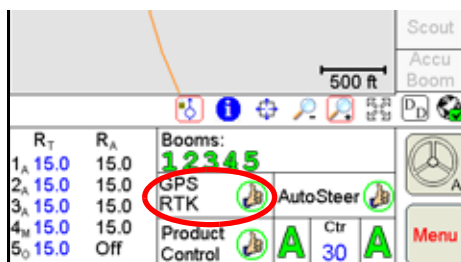 Scout
Accu
Boom
500 ft
DD
RT RA Booms:
1A 15.0 15.0 12345
2A 15.0 15.0 GPS
3A 15.0 15.0 RTK AutoSteer A
4M 15.0 15.0 Product
5O 15.0 Off Control A Ctr A Menu
30